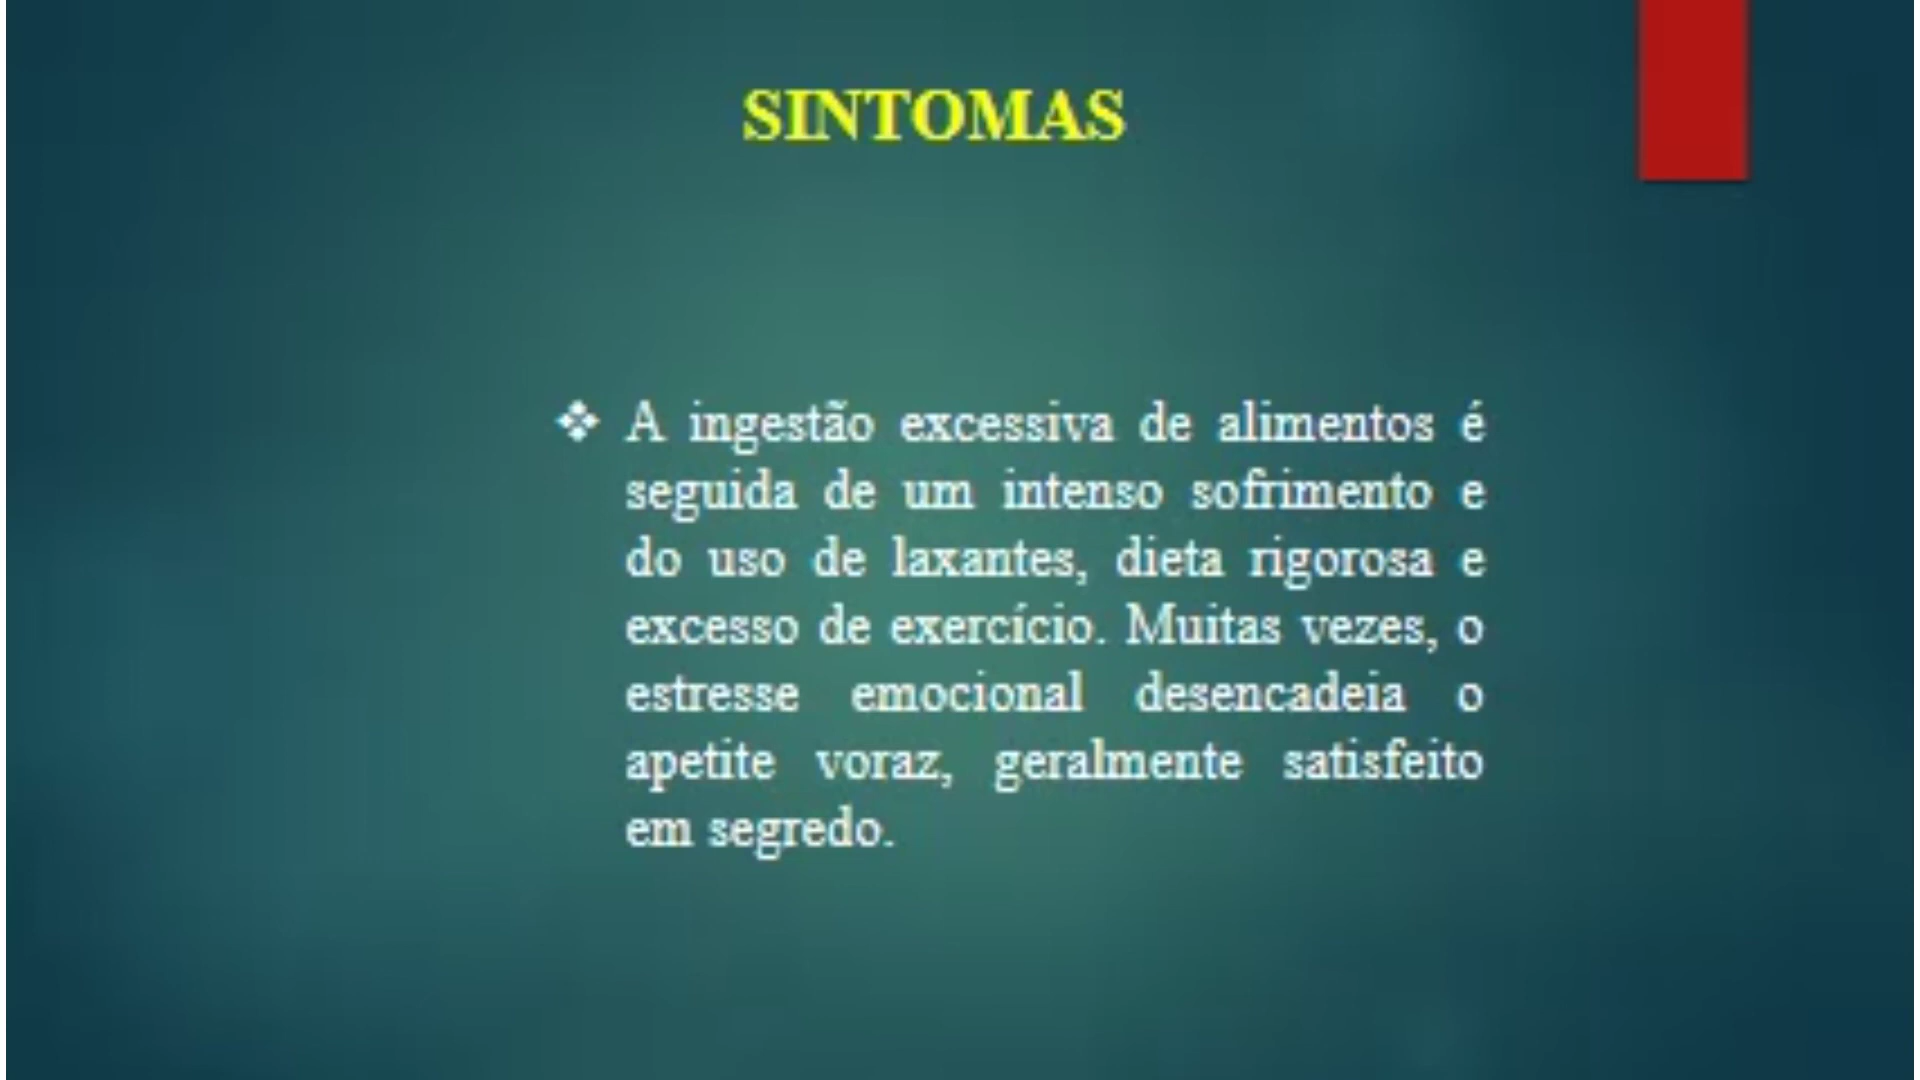 SINTOMAS
❖ A ingestão excessiva de alimentos é
seguida de um intenso sofrimento e
do uso de laxantes, dieta rigorosa e
excesso de exercício. Muitas vezes, o
estresse emocional desencadeia o
apetite voraz, geralmente satisfeito
em segredo.